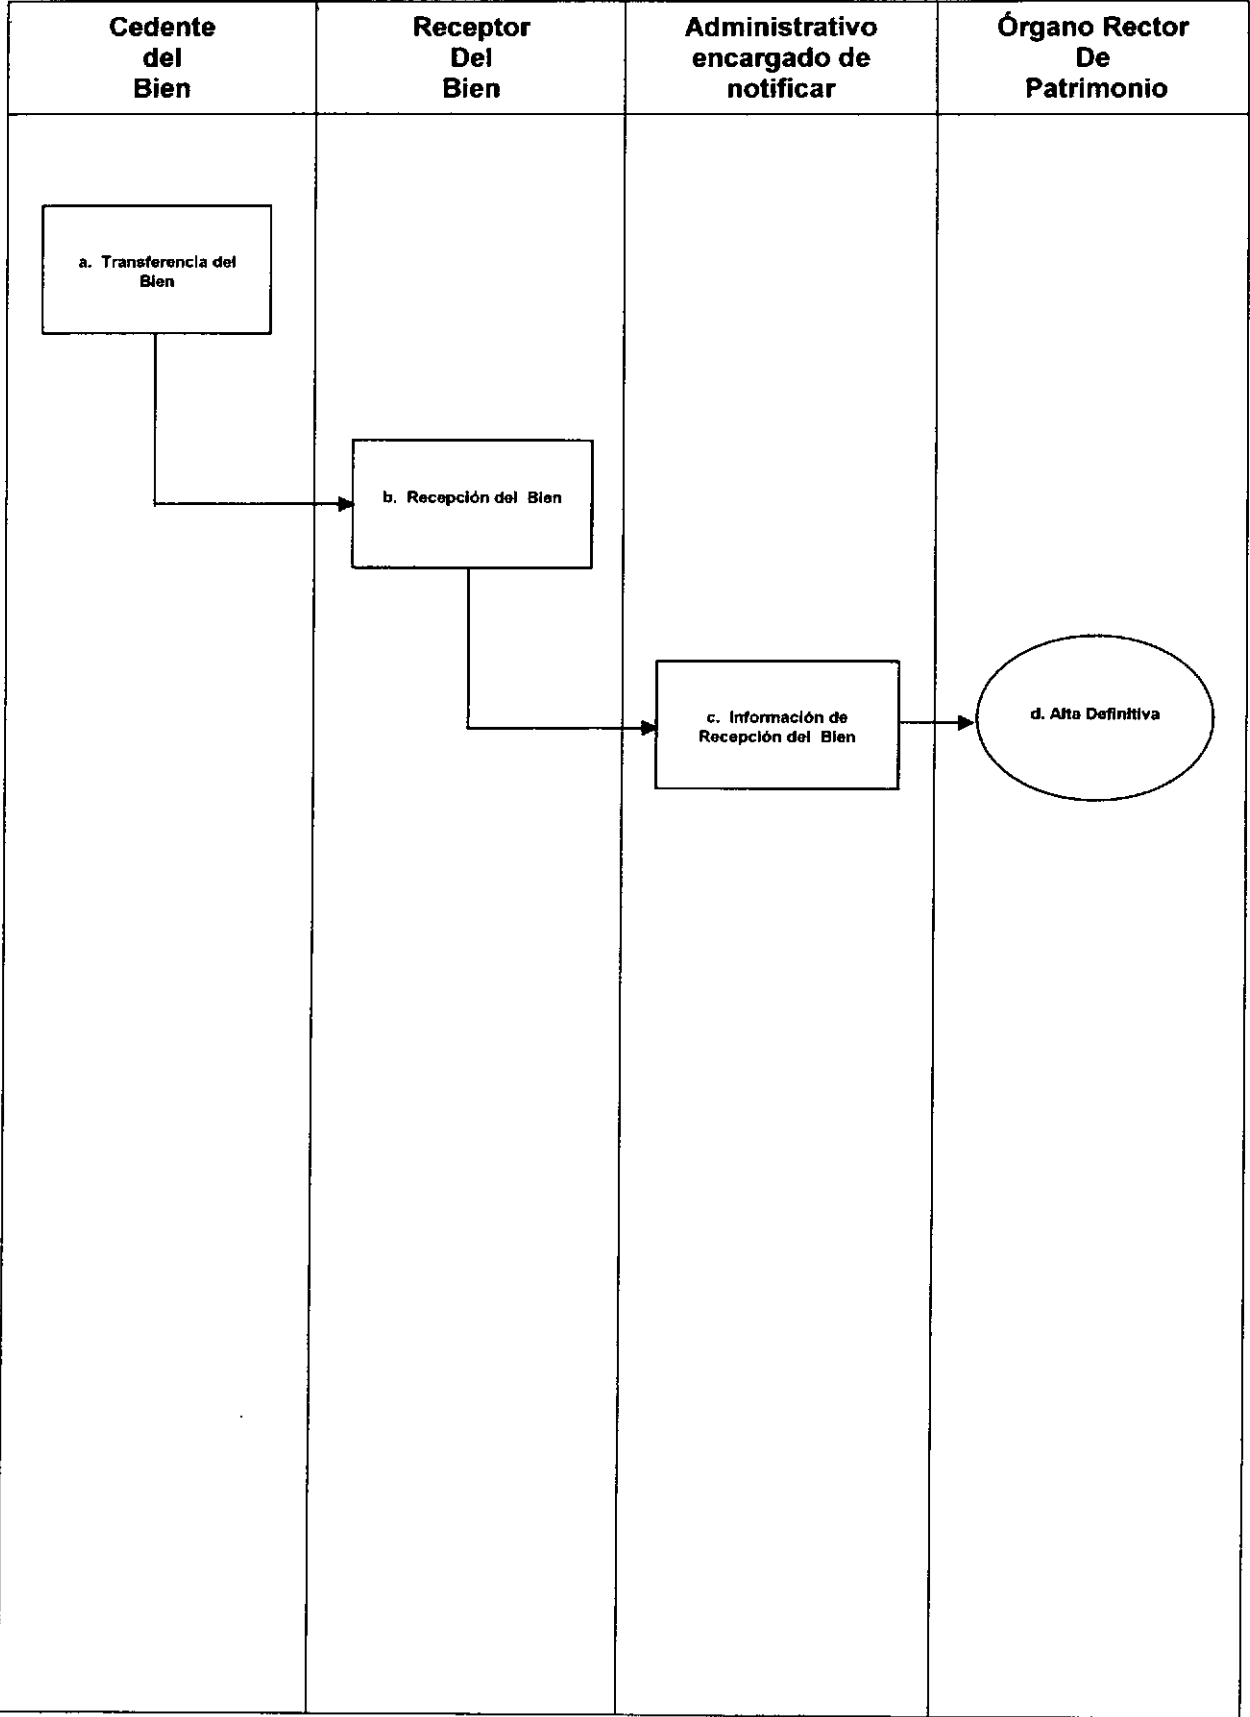 Cedente
del
Bien
Receptor
Del
Bien
Administrativo
encargado de
notificar
Órgano Rector
De
Patrimonio
a. Transferencia del
Bien
b. Recepción del Bien
c. Información de
Recepción del Bien
d. Alta Definitiva